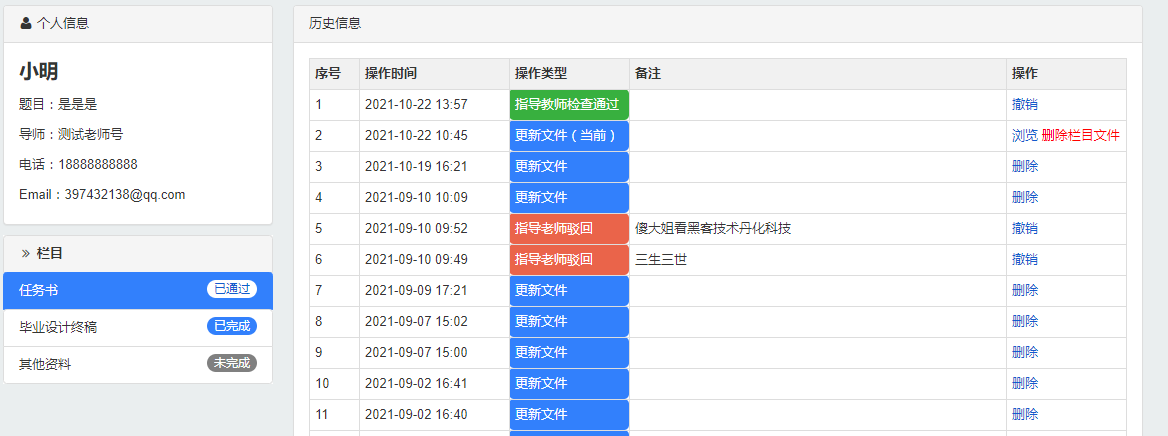 个人信息
小明
题目：是是是
导师：测试老师号
电话：18888888888
Email：397432138@qq.com
» 栏目
任务书 已通过
毕业设计终稿 已完成
其他资料 未完成
历史信息
序号 操作时间 操作类型 备注 操作
1 2021-10-22 13:57 指导教师检查通过 撤销
2 2021-10-22 10:45 更新文件（当前） 浏览 删除栏目文件
3 2021-10-19 16:21 更新文件 删除
4 2021-09-10 10:09 更新文件 删除
5 2021-09-10 09:52 指导老师驳回 傻大姐看黑客技术丹化科技 撤销
6 2021-09-10 09:49 指导老师驳回 三生三世 撤销
7 2021-09-09 17:21 更新文件 删除
8 2021-09-07 15:02 更新文件 删除
9 2021-09-07 15:00 更新文件 删除
10 2021-09-02 16:41 更新文件 删除
11 2021-09-02 16:40 更新文件 删除